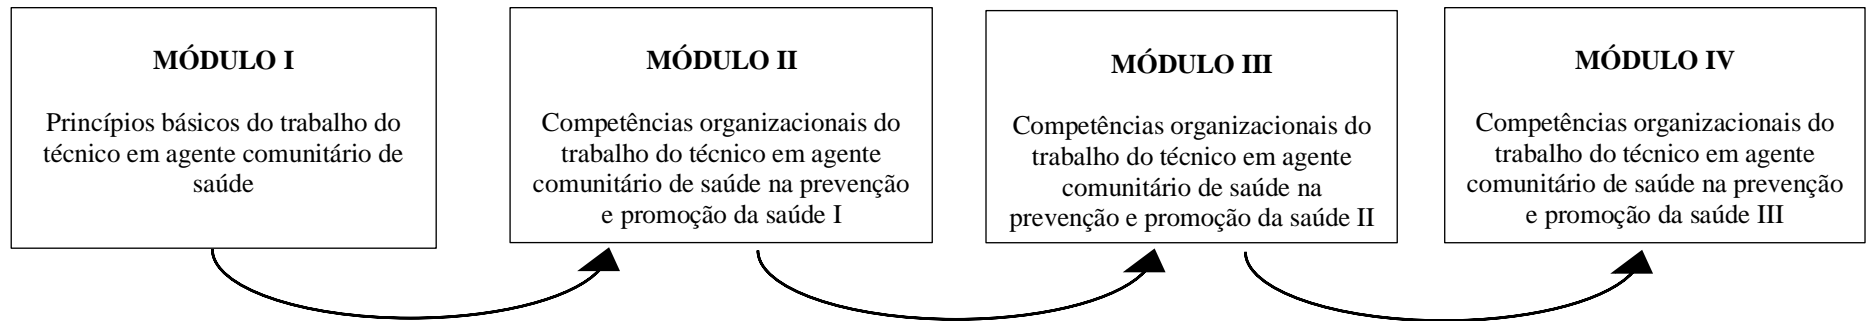 MÓDULO I
Princípios básicos do trabalho do
técnico em agente comunitário de
saúde
MÓDULO II
Competências organizacionais do
trabalho do técnico em agente
comunitário de saúde na prevenção
e promoção da saúde I
MÓDULO III
Competências organizacionais do
trabalho do técnico em agente
comunitário de saúde na
prevenção e promoção da saúde II
MÓDULO IV
Competências organizacionais do
trabalho do técnico em agente
comunitário de saúde na prevenção
e promoção da saúde III